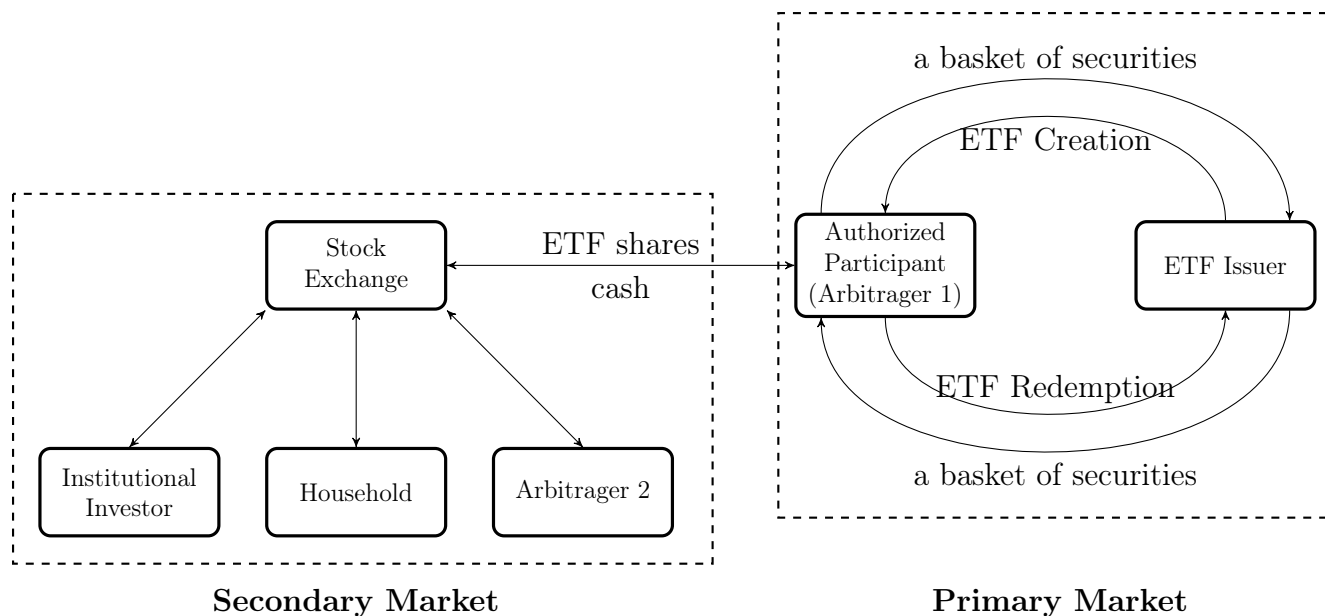 a basket of securities
ETF Creation
Stock
Exchange
ETF shares
cash
Authorized
Participant
(Arbitrager 1)
ETF Issuer
ETF Redemption
a basket of securities
Institutional
Investor
Household
Arbitrager 2
Secondary Market
Primary Market